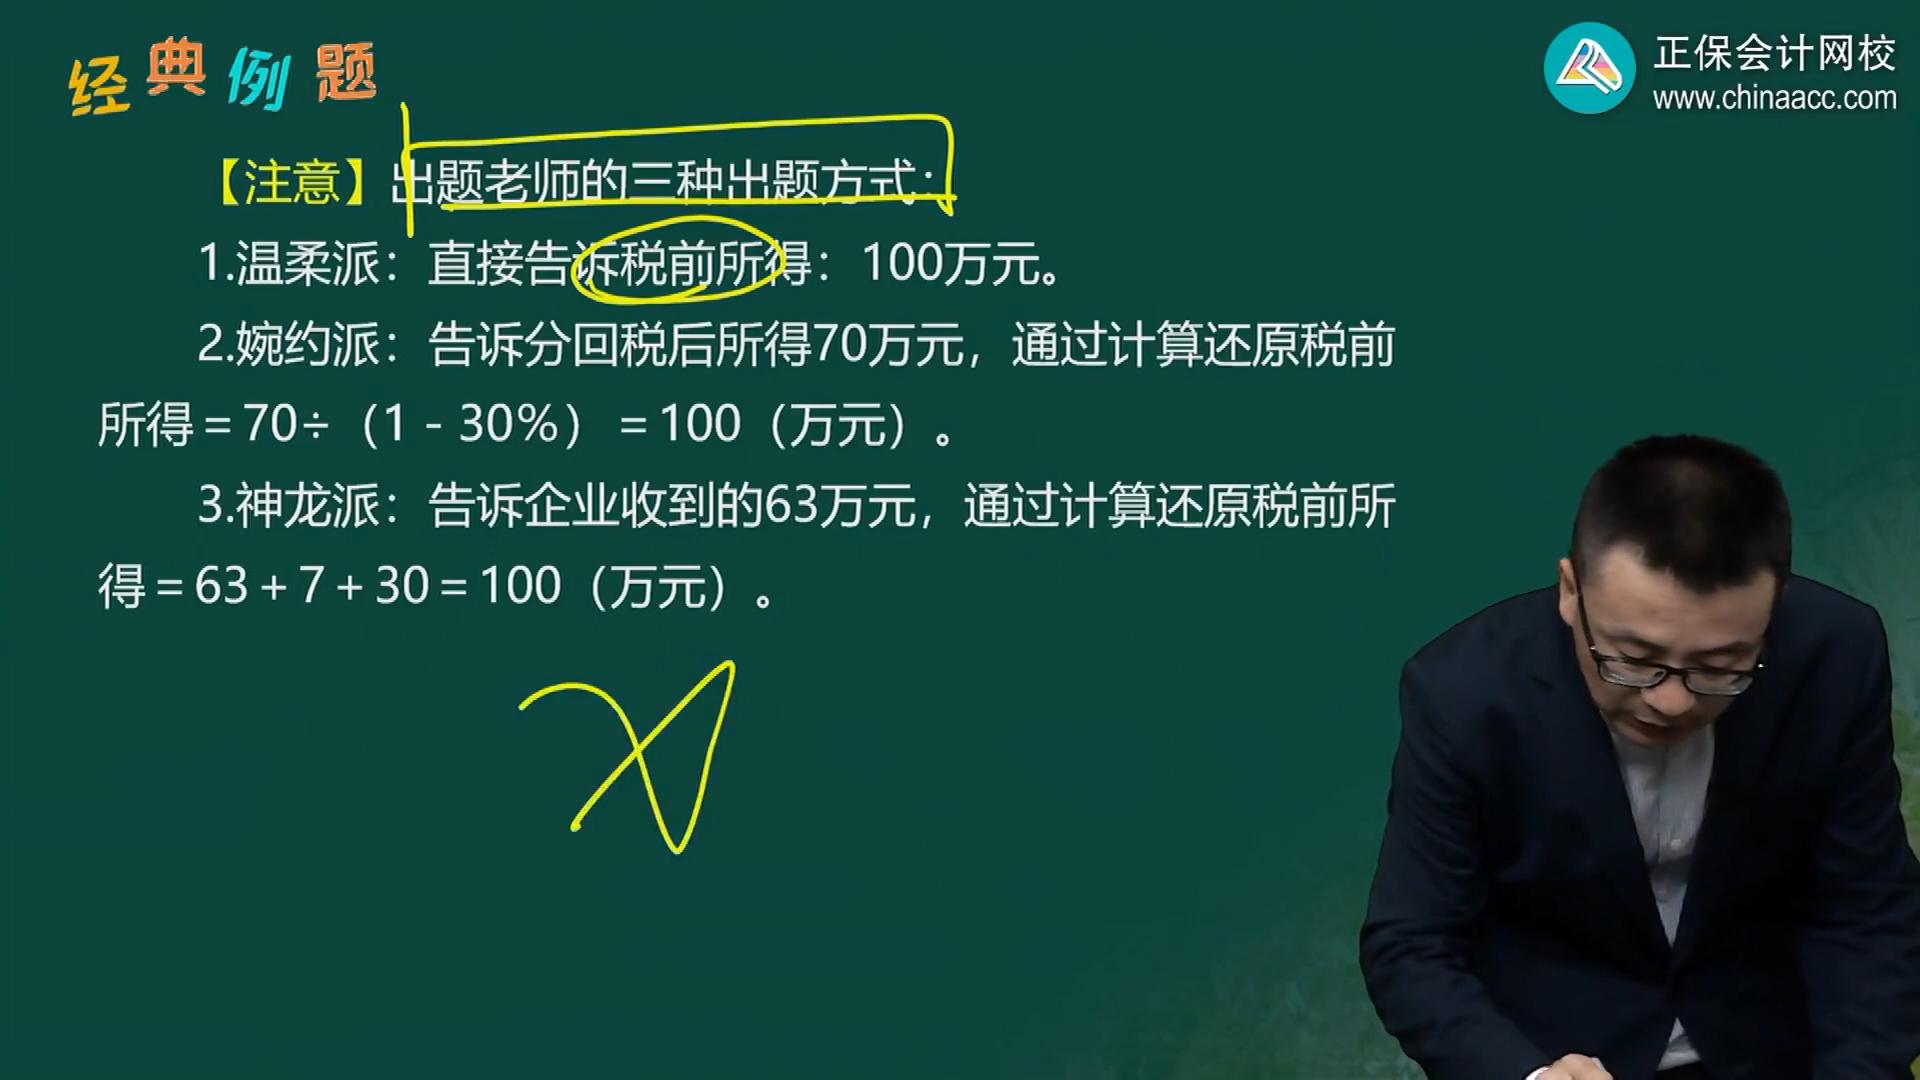 经典例题
正保会计网校
www.chinaacc.com
【注意】出题老师的三种出题方式：
1.温柔派：直接告诉税前所得：100万元。
2.婉约派：告诉分回税后所得70万元，通过计算还原税前
所得＝70÷（1－30%）＝100（万元）。
3.神龙派：告诉企业收到的63万元，通过计算还原税前所
得＝63＋7＋30＝100（万元）。